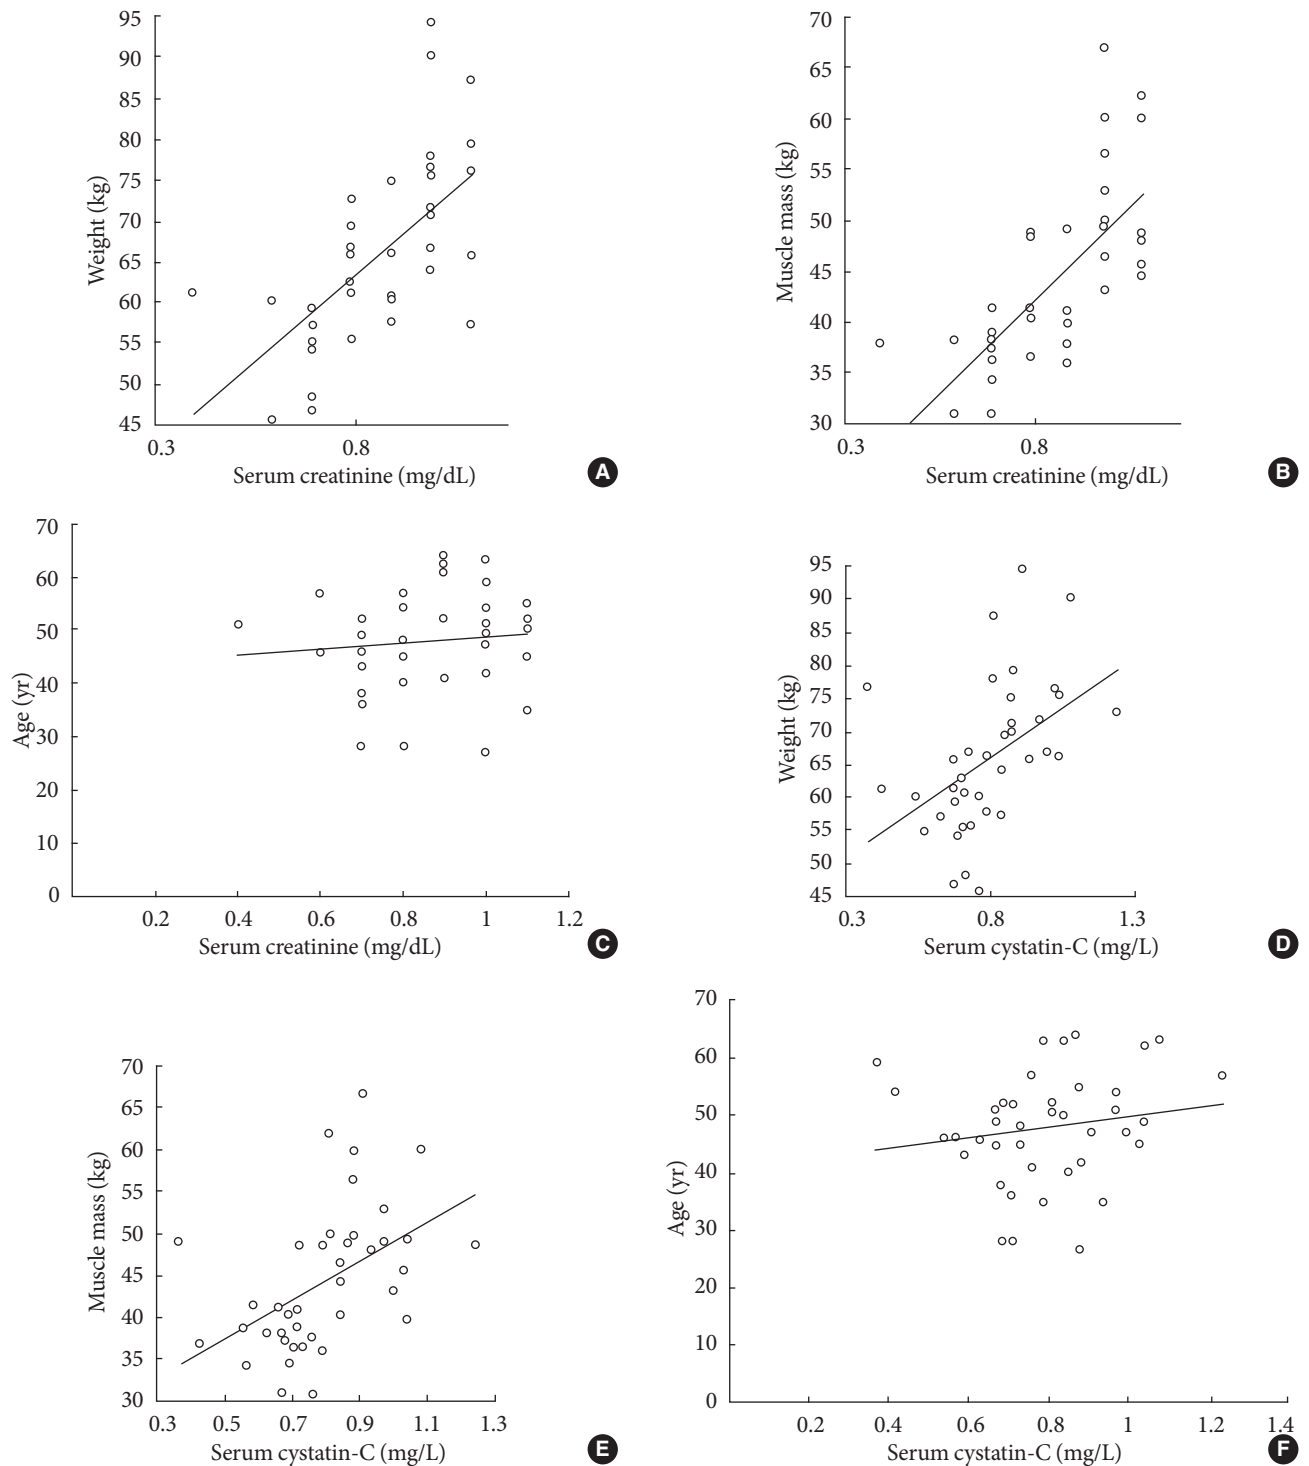 95
90
85
80
75
70
65
60
55
50
45
Weight (kg)
0.3 0.8
Serum creatinine (mg/dL)
A
70
65
60
55
50
45
40
35
30
Muscle mass (kg)
0.3 0.8
Serum creatinine (mg/dL)
B
70
60
50
40
30
20
10
0
Age (yr)
0.2 0.4 0.6 0.8 1 1.2
Serum creatinine (mg/dL)
C
95
90
85
80
75
70
65
60
55
50
45
Weight (kg)
0.3 0.8 1.3
Serum cystatin-C (mg/L)
D
70
65
60
55
50
45
40
35
30
Muscle mass (kg)
0.3 0.5 0.7 0.9 1.1 1.3
Serum cystatin-C (mg/L)
E
70
60
50
40
30
20
10
0
Age (yr)
0.2 0.4 0.6 0.8 1 1.2 1.4
Serum cystatin-C (mg/L)
F